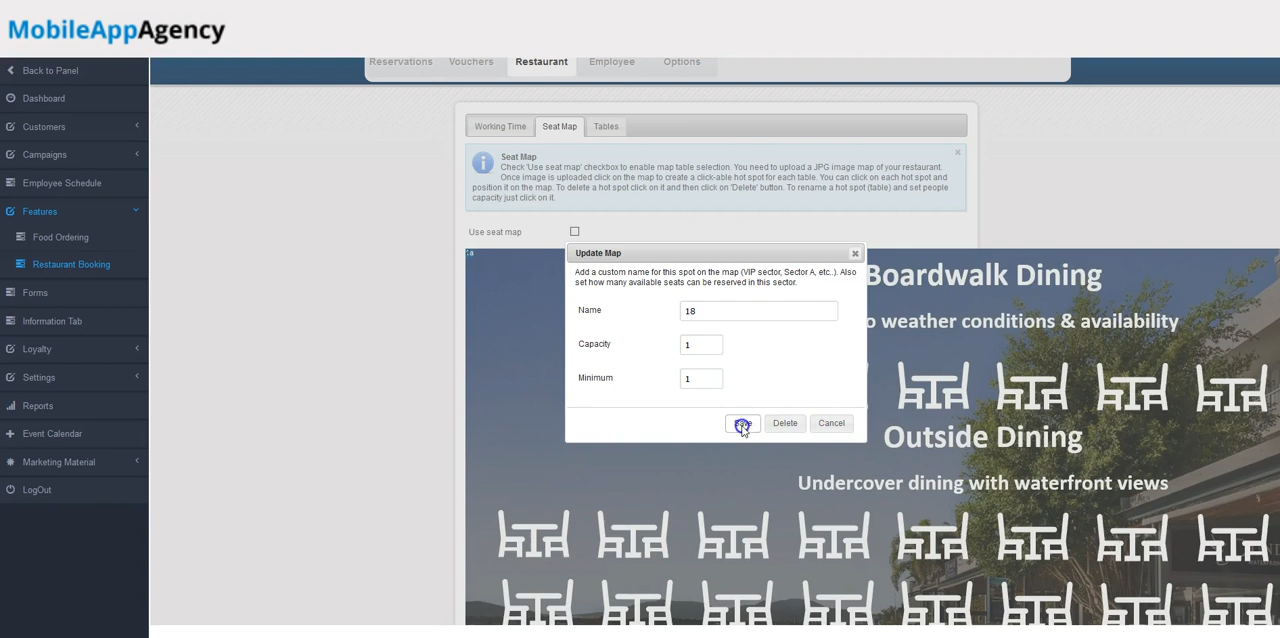 MobileAppAgency
Back to Panel
Dashboard
Customers
Campaigns
Employee Schedule
Features
Food Ordering
Restaurant Booking
Forms
Information Tab
Loyalty
Settings
Reports
Event Calendar
Marketing Material
LogOut
Reservations Vouchers Restaurant Employee Options
Working Time Seat Map Tables
Seat Map
Check 'Use seat map' checkbox to enable map table selection. You need to upload a JPG image map of your restaurant.
Once image is uploaded click on the map to create a click-able hot spot for each table. You can click on each hot spot and
position it on the map. To delete a hot spot click on it and then click on 'Delete' button. To rename a hot spot (table) and set people
capacity just click on it.
Use seat map
Update Map
Add a custom name for this spot on the map (VIP sector, Sector A, etc..). Also
set how many available seats can be reserved in this sector.
Name 18
Capacity 1
Minimum 1
Delete Cancel
Boardwalk Dining
o weather conditions & availability
Outside Dining
Undercover dining with waterfront views